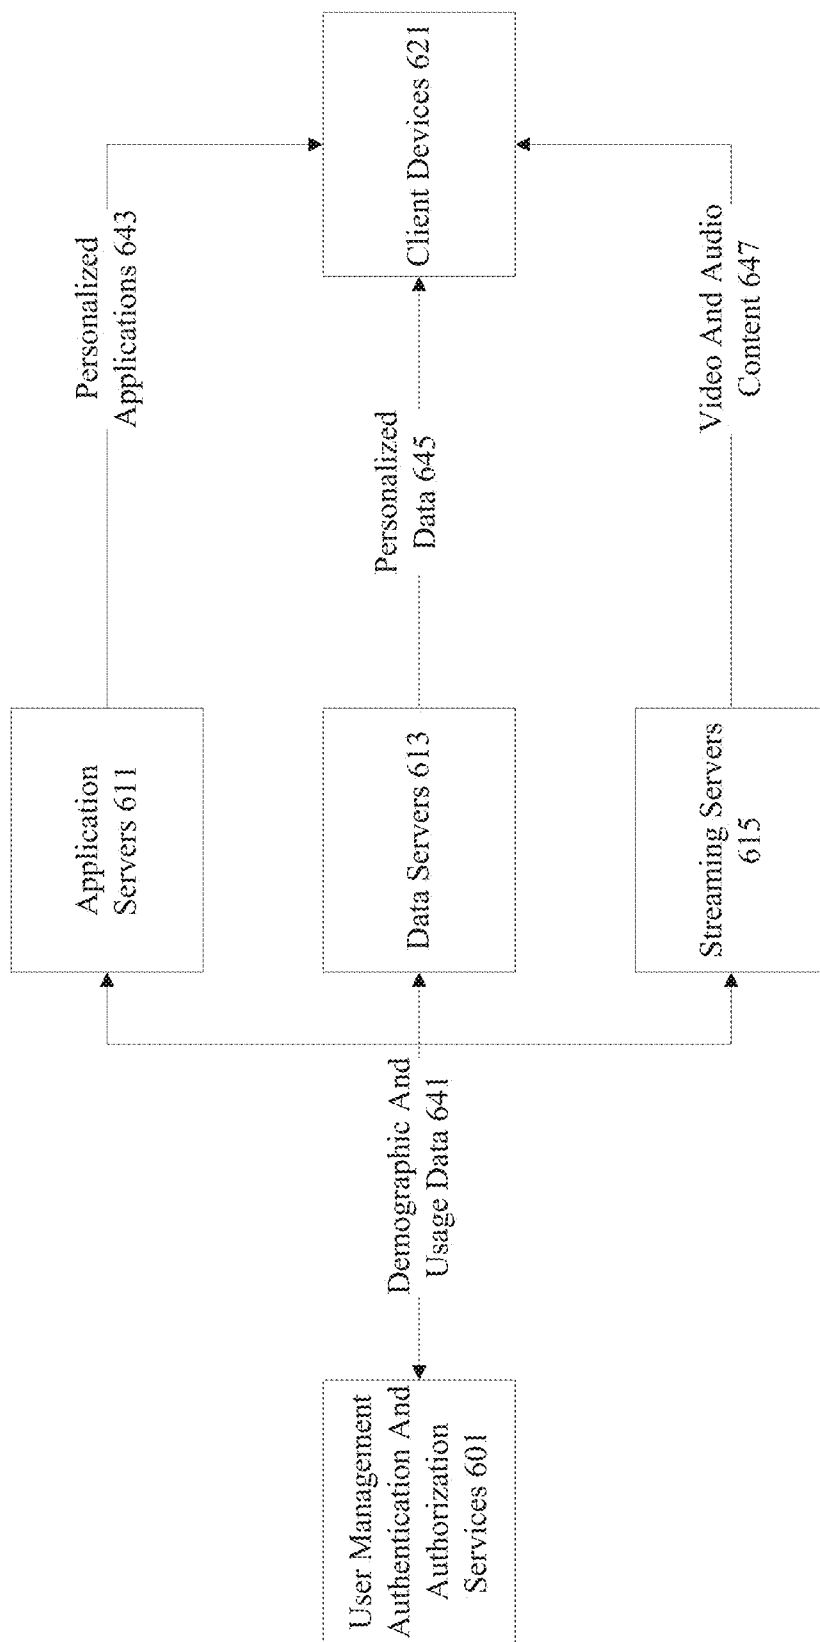 User Management
Authentication And
Authorization
Services 601
Demographic And
Usage Data 641
Application
Servers 611
Data Servers 613
Streaming Servers
615
Personalized
Applications 643
Personalized
Data 645
Video And Audio
Content 647
Client Devices 621